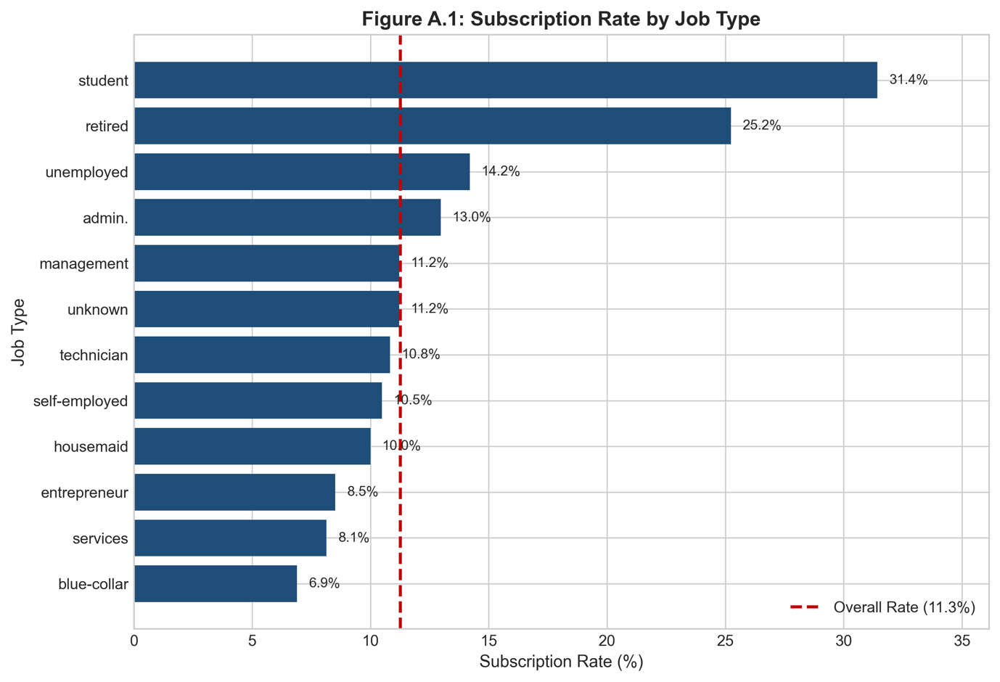 Figure A.1: Subscription Rate by Job Type
student 31.4%
retired 25.2%
unemployed 14.2%
admin. 13.0%
management 11.2%
unknown 11.2%
technician 10.8%
self-employed 10.5%
housemaid 10.0%
entrepreneur 8.5%
services 8.1%
blue-collar 6.9%
Job Type
Overall Rate (11.3%)
0 5 10 15 20 25 30 35
Subscription Rate (%)